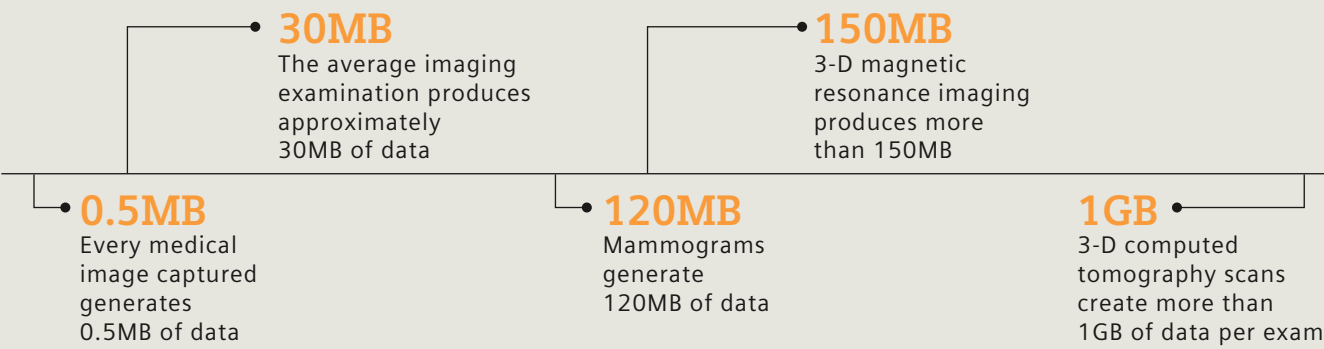 30MB
The average imaging
examination produces
approximately
30MB of data
150MB
3-D magnetic
resonance imaging
produces more
than 150MB
0.5MB
Every medical
image captured
generates
0.5MB of data
120MB
Mammograms
generate
120MB of data
1GB
3-D computed
tomography scans
create more than
1GB of data per exam